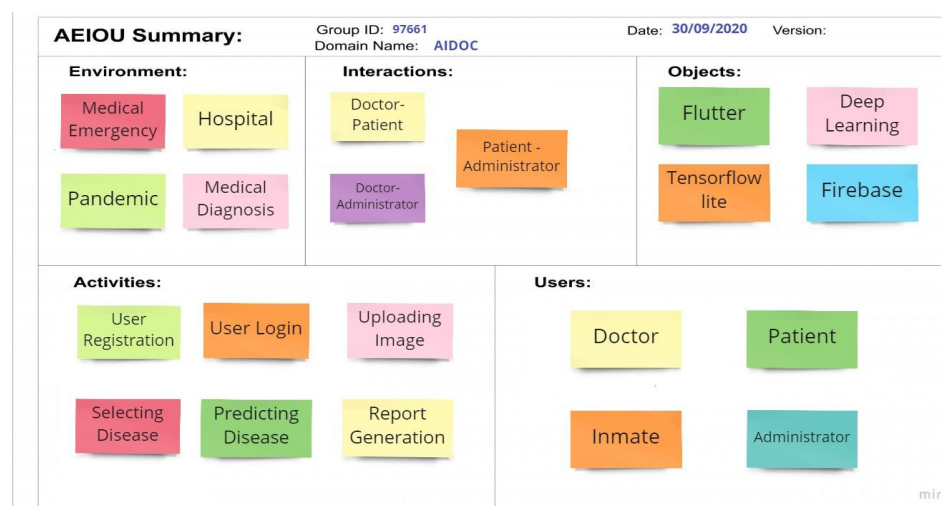 AEIOU Summary:
Group ID: 97661
Domain Name: AIDOC
Date: 30/09/2020 Version:
Environment:
Medical
Emergency
Hospital
Pandemic
Medical
Diagnosis
Interactions:
Doctor-
Patient
Patient -
Administrator
Doctor-
Administrator
Objects:
Flutter
Deep
Learning
Tensorflow
lite
Firebase
Activities:
User
Registration
User Login
Uploading
Image
Selecting
Disease
Predicting
Disease
Report
Generation
Users:
Doctor
Patient
Inmate
Administrator